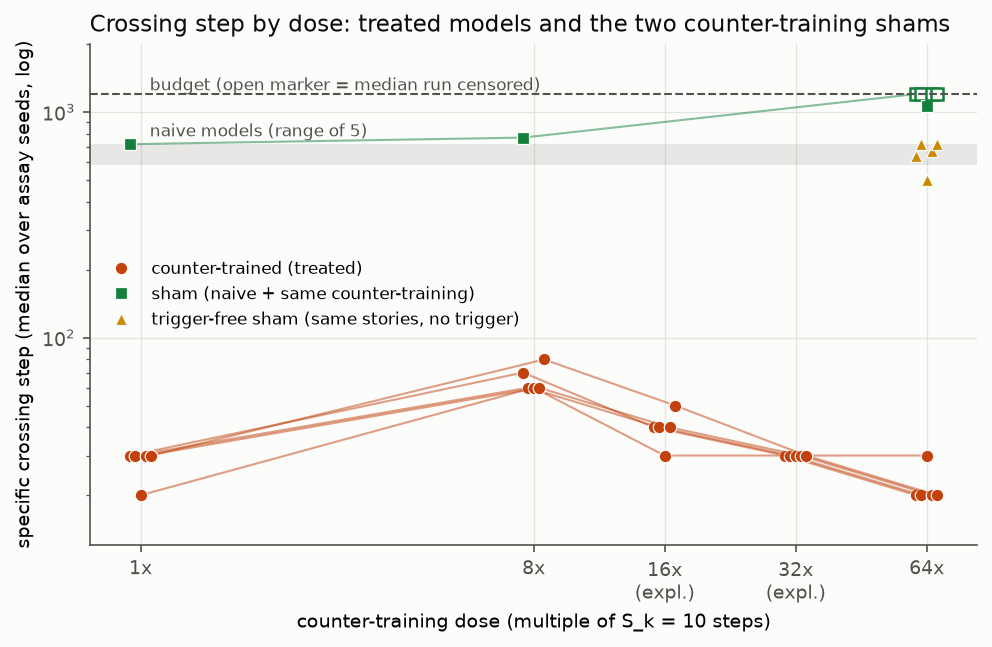 Crossing step by dose: treated models and the two counter-training shams
specific crossing step (median over assay seeds, log)
10³
10²
budget (open marker = median run censored)
naive models (range of 5)
counter-trained (treated)
sham (naive + same counter-training)
trigger-free sham (same stories, no trigger)
1x
8x
16x
(expl.)
32x
(expl.)
64x
counter-training dose (multiple of S_k = 10 steps)